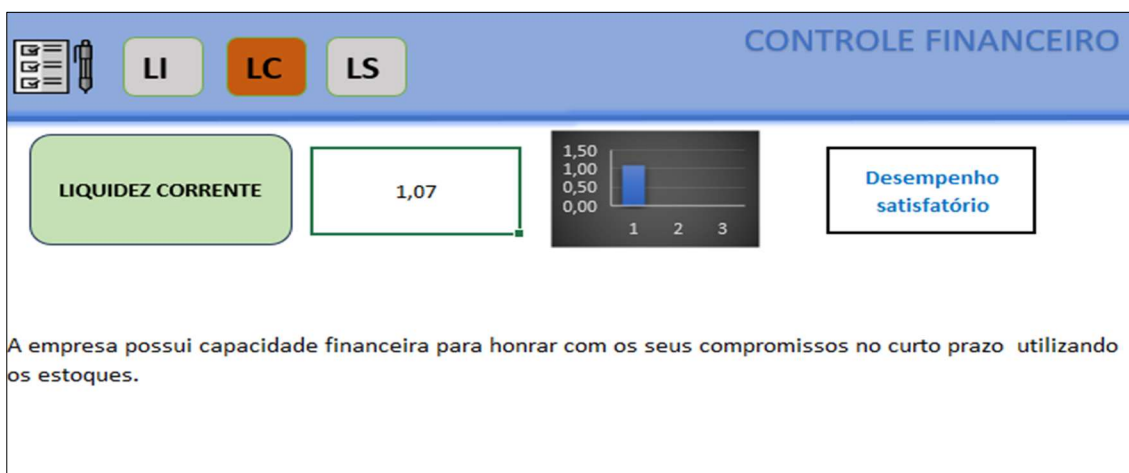 CONTROLE FINANCEIRO
LI
LC
LS
LIQUIDEZ CORRENTE
1,07
1,50
1,00
0,50
0,00
1 2 3
Desempenho
satisfatório
A empresa possui capacidade financeira para honrar com os seus compromissos no curto prazo utilizando
os estoques.